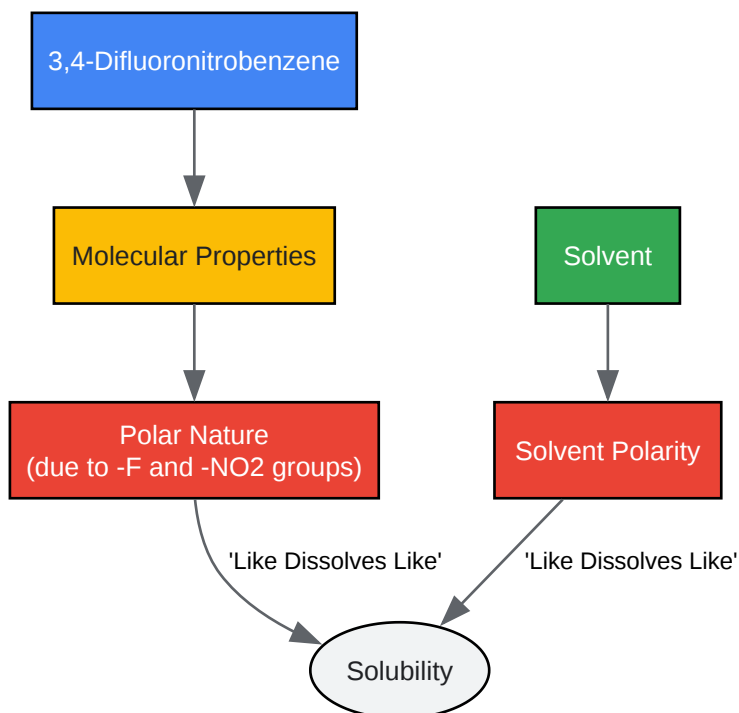 3,4-Difluoronitrobenzene
Molecular Properties
Solvent
Polar Nature
(due to -F and -NO2 groups)
Solvent Polarity
'Like Dissolves Like'
'Like Dissolves Like'
Solubility